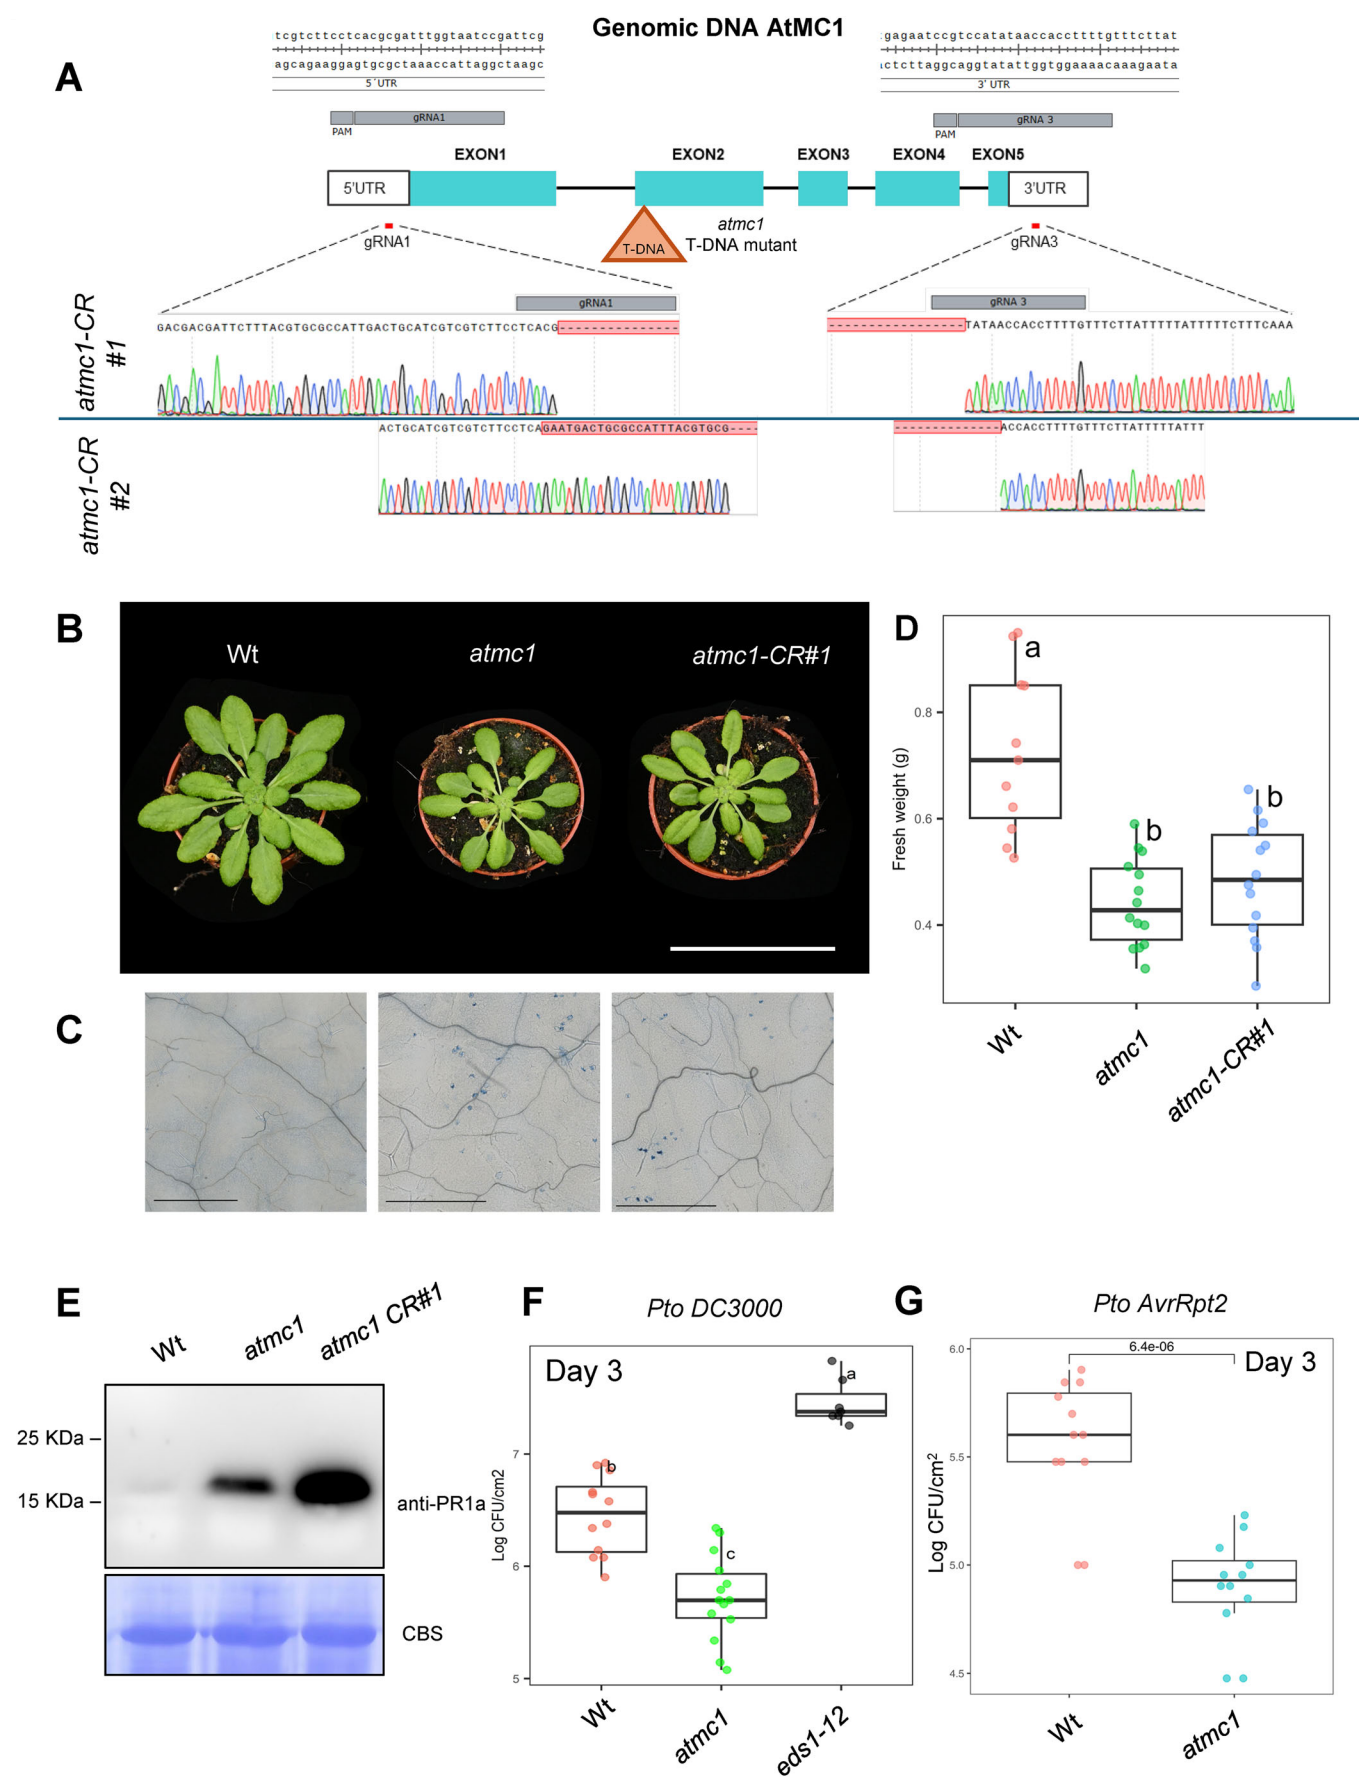 Genomic DNA AtMC1
A
tcgtcttcctcacgcgatttggtaatccgattcg
agcagaaggagtgcgctaaaccattaggctaagc
5´UTR
gRNA1
PAM
gagaatccgtccatataaccaccttttgtttcttat
ctcttaggcaggtatattggtggaaaacaaagaata
3' UTR
gRNA 3
PAM
EXON1 EXON2 EXON3 EXON4 EXON5
5'UTR 3'UTR
gRNA1
T-DNA
atmc1
T-DNA mutant
gRNA3
atmc1-CR
#1
gRNA1
GACGACGATTCTTTACGTGCGCCATTGACTGCATCGTCGTCTTCCTCACG
gRNA 3
TATAACCACCTTTTGTTTCTTATTTTTATTTTTCTTTCAAA
atmc1-CR
#2
ACTGCATCGTCGTCTTCCTCAGAATGACTGCGCCATTTACGTGCG----
ACCACCTTTTGTTTCTTATTTTTATTT
B
Wt atmc1 atmc1-CR#1
C
D
Fresh weight (g)
0.8
0.6
0.4
a
b
b
Wt
atmc1
atmc1-CR#1
E
Wt
atmc1
atmc1 CR#1
25 KDa –
15 KDa –
anti-PR1a
CBS
F
Pto DC3000
Day 3
Log CFU/cm2
7
6
5
b
c
a
Wt
atmc1
eds1-12
G
Pto AvrRpt2
6.4e-06
Day 3
Log CFU/cm²
6.0
5.5
5.0
4.5
Wt
atmc1